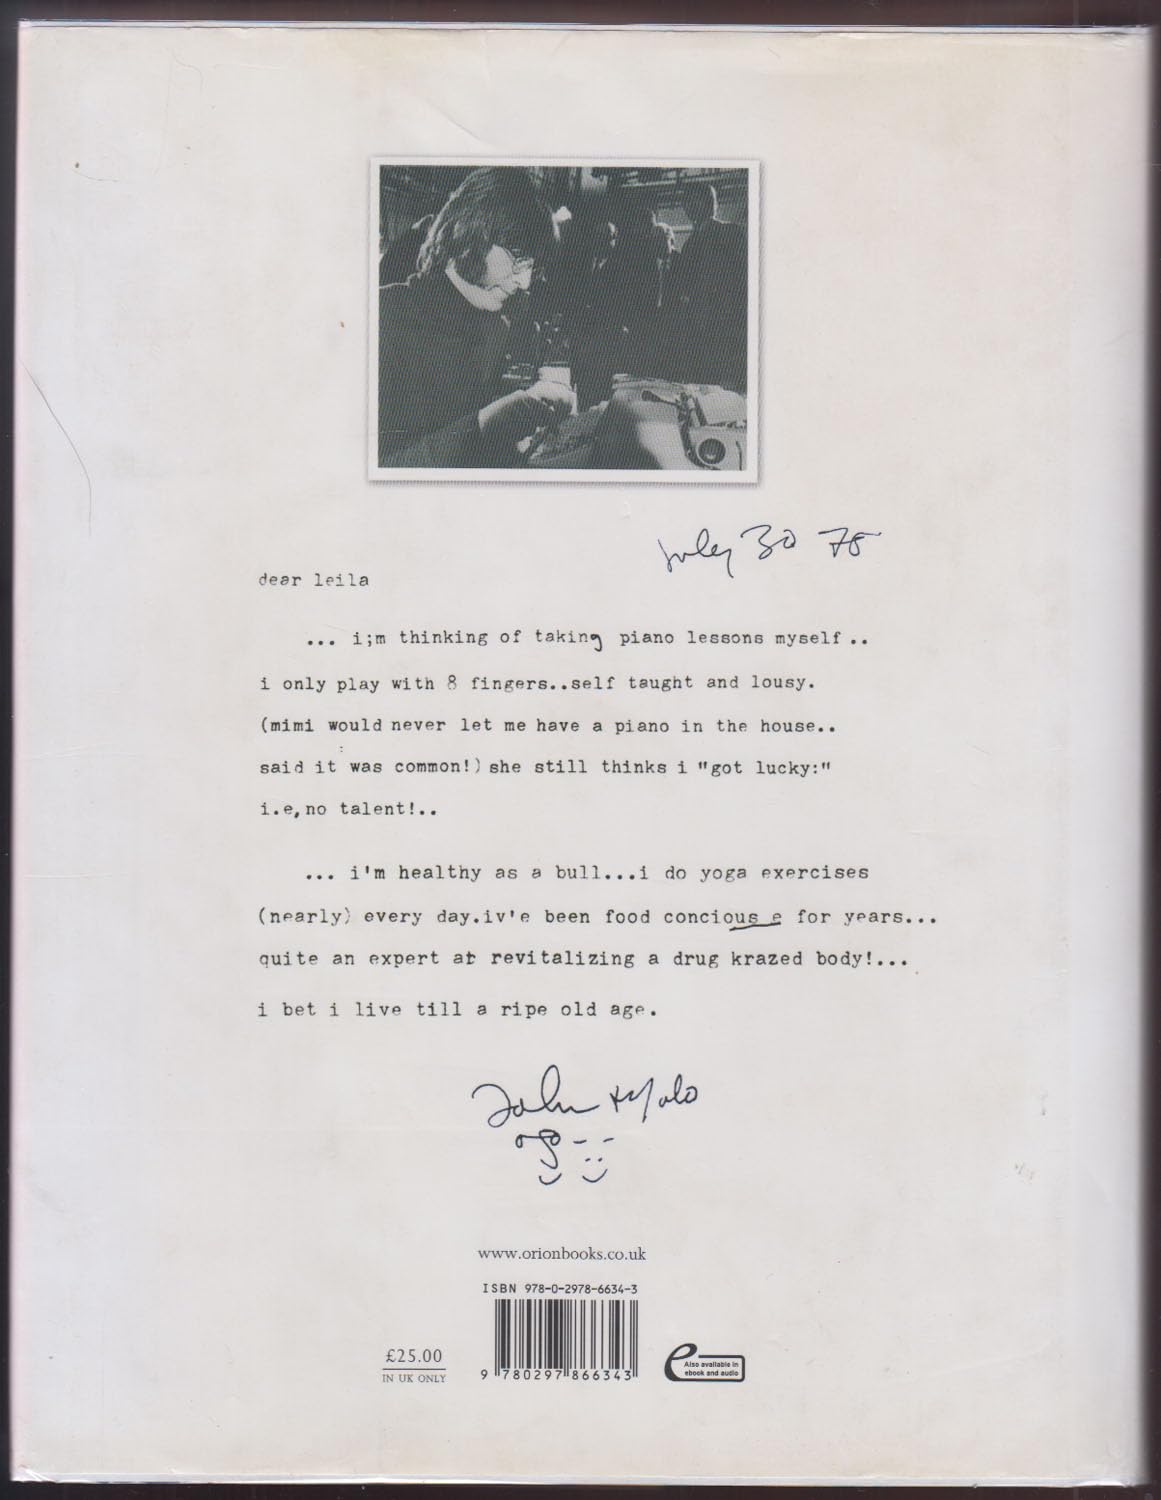 July 30 75
dear leila
... i;m thinking of taking piano lessons myself..
i only play with 8 fingers..self taught and lousy.
(mimi would never let me have a piano in the house..
said it was common!) she still thinks i "got lucky:"
i.e, no talent!..
... i'm healthy as a bull...i do yoga exercises
(nearly) every day.iv'e been food concious e for years...
quite an expert at revitalizing a drug krazed body!...
i bet i live till a ripe old age.
John
www.orionbooks.co.uk
ISBN 978-0-2978-6634-3
£25.00
IN UK ONLY
9 780297 866343
e
Also available in
ebook and audio